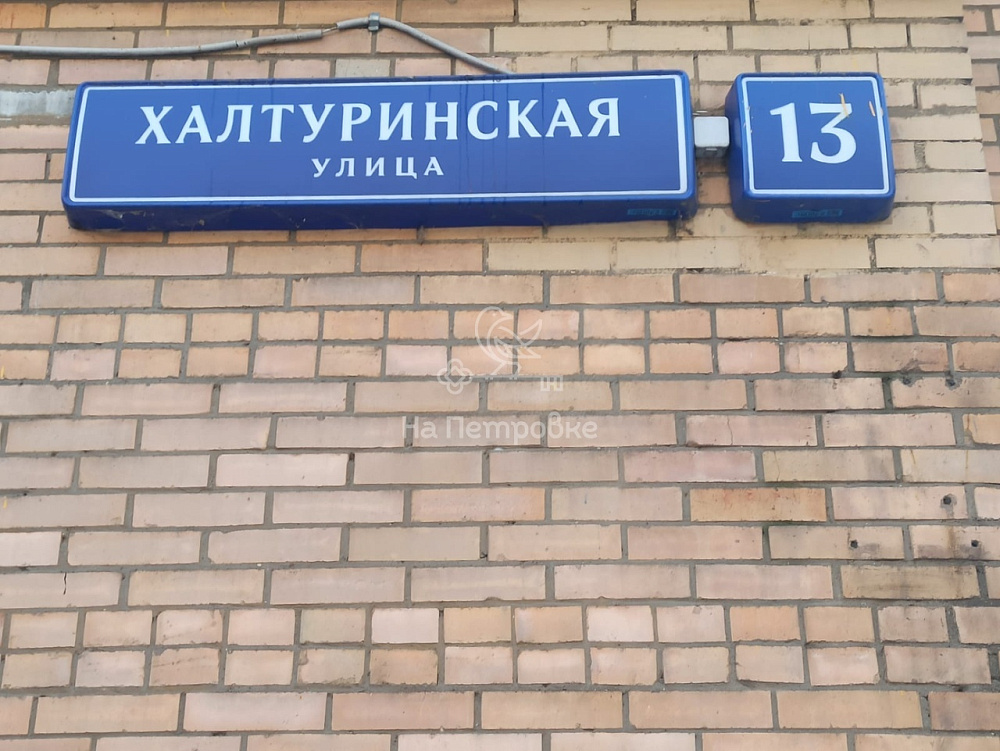 ХАЛТУРИНСКАЯ
УЛИЦА
13
На Петровке